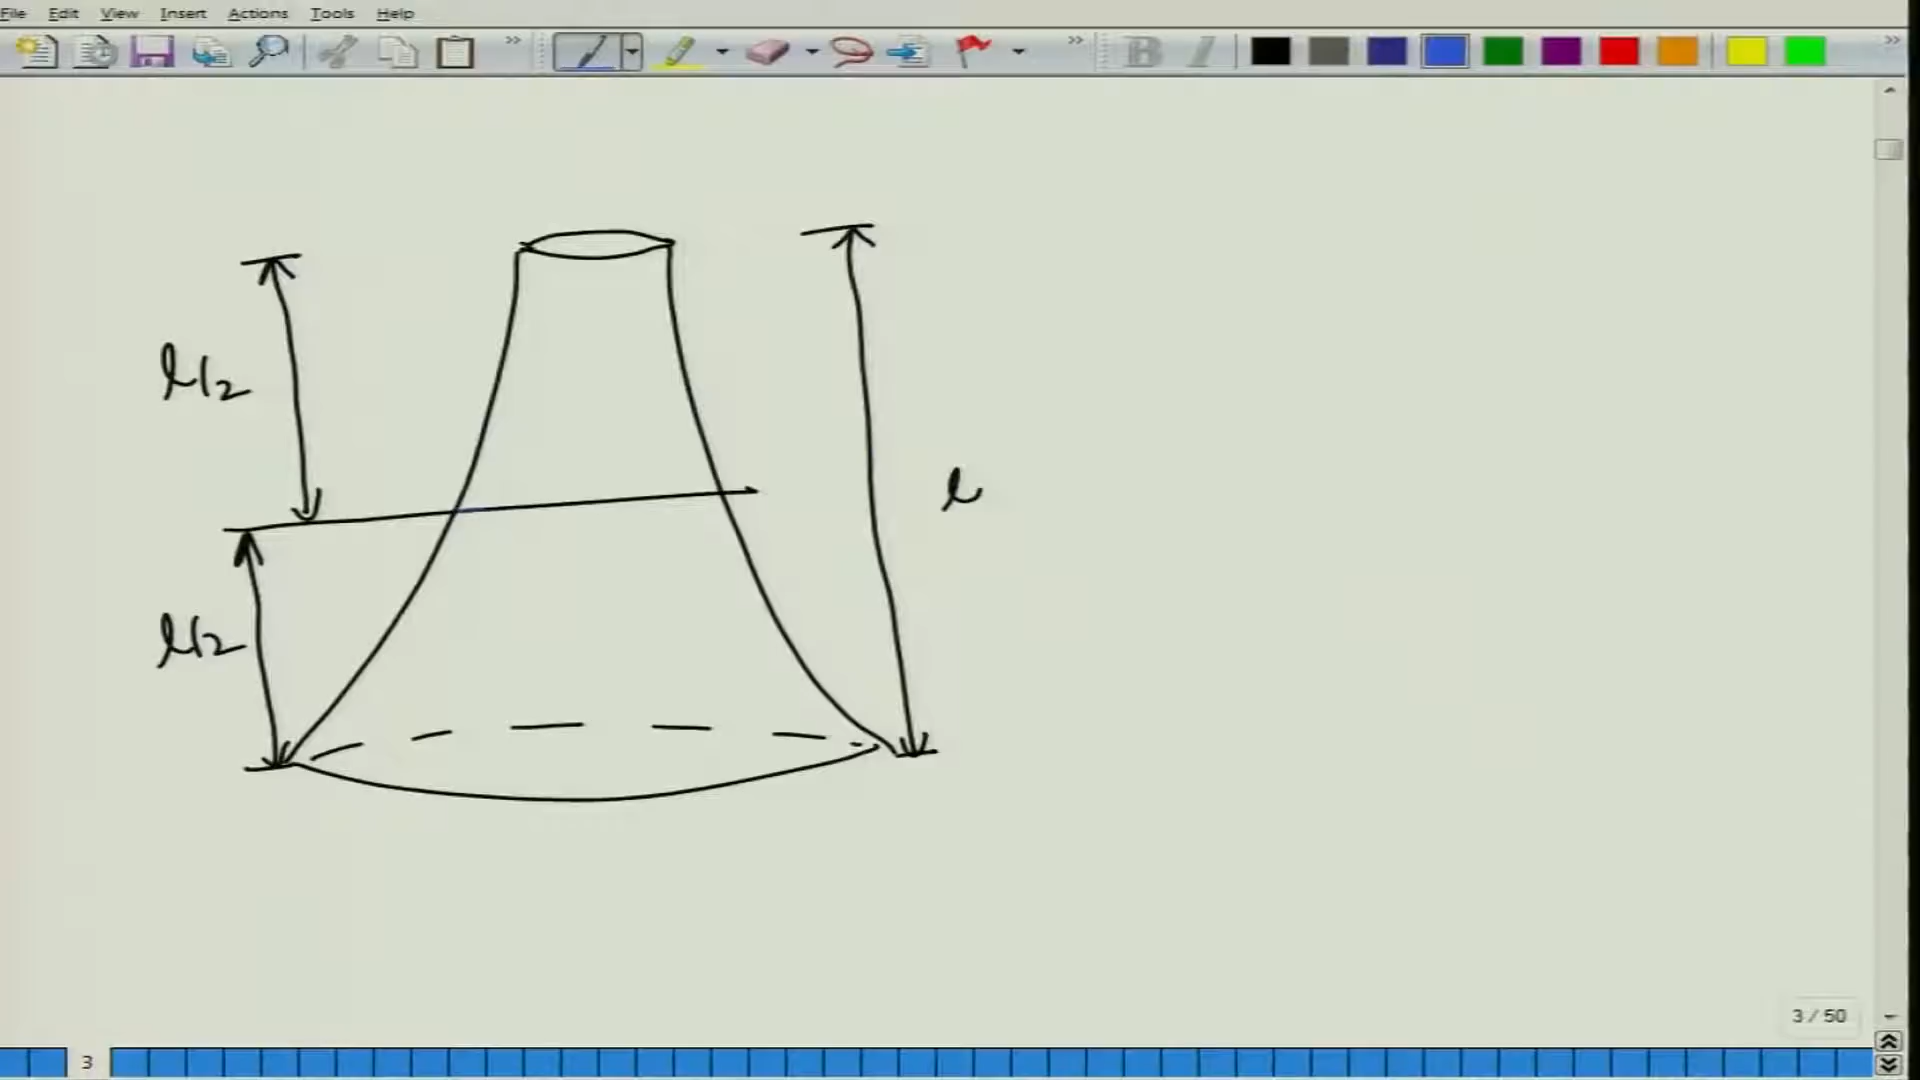 File Edit View Insert Actions Tools Help
B I
l/2
l
l/2
3 / 50
3